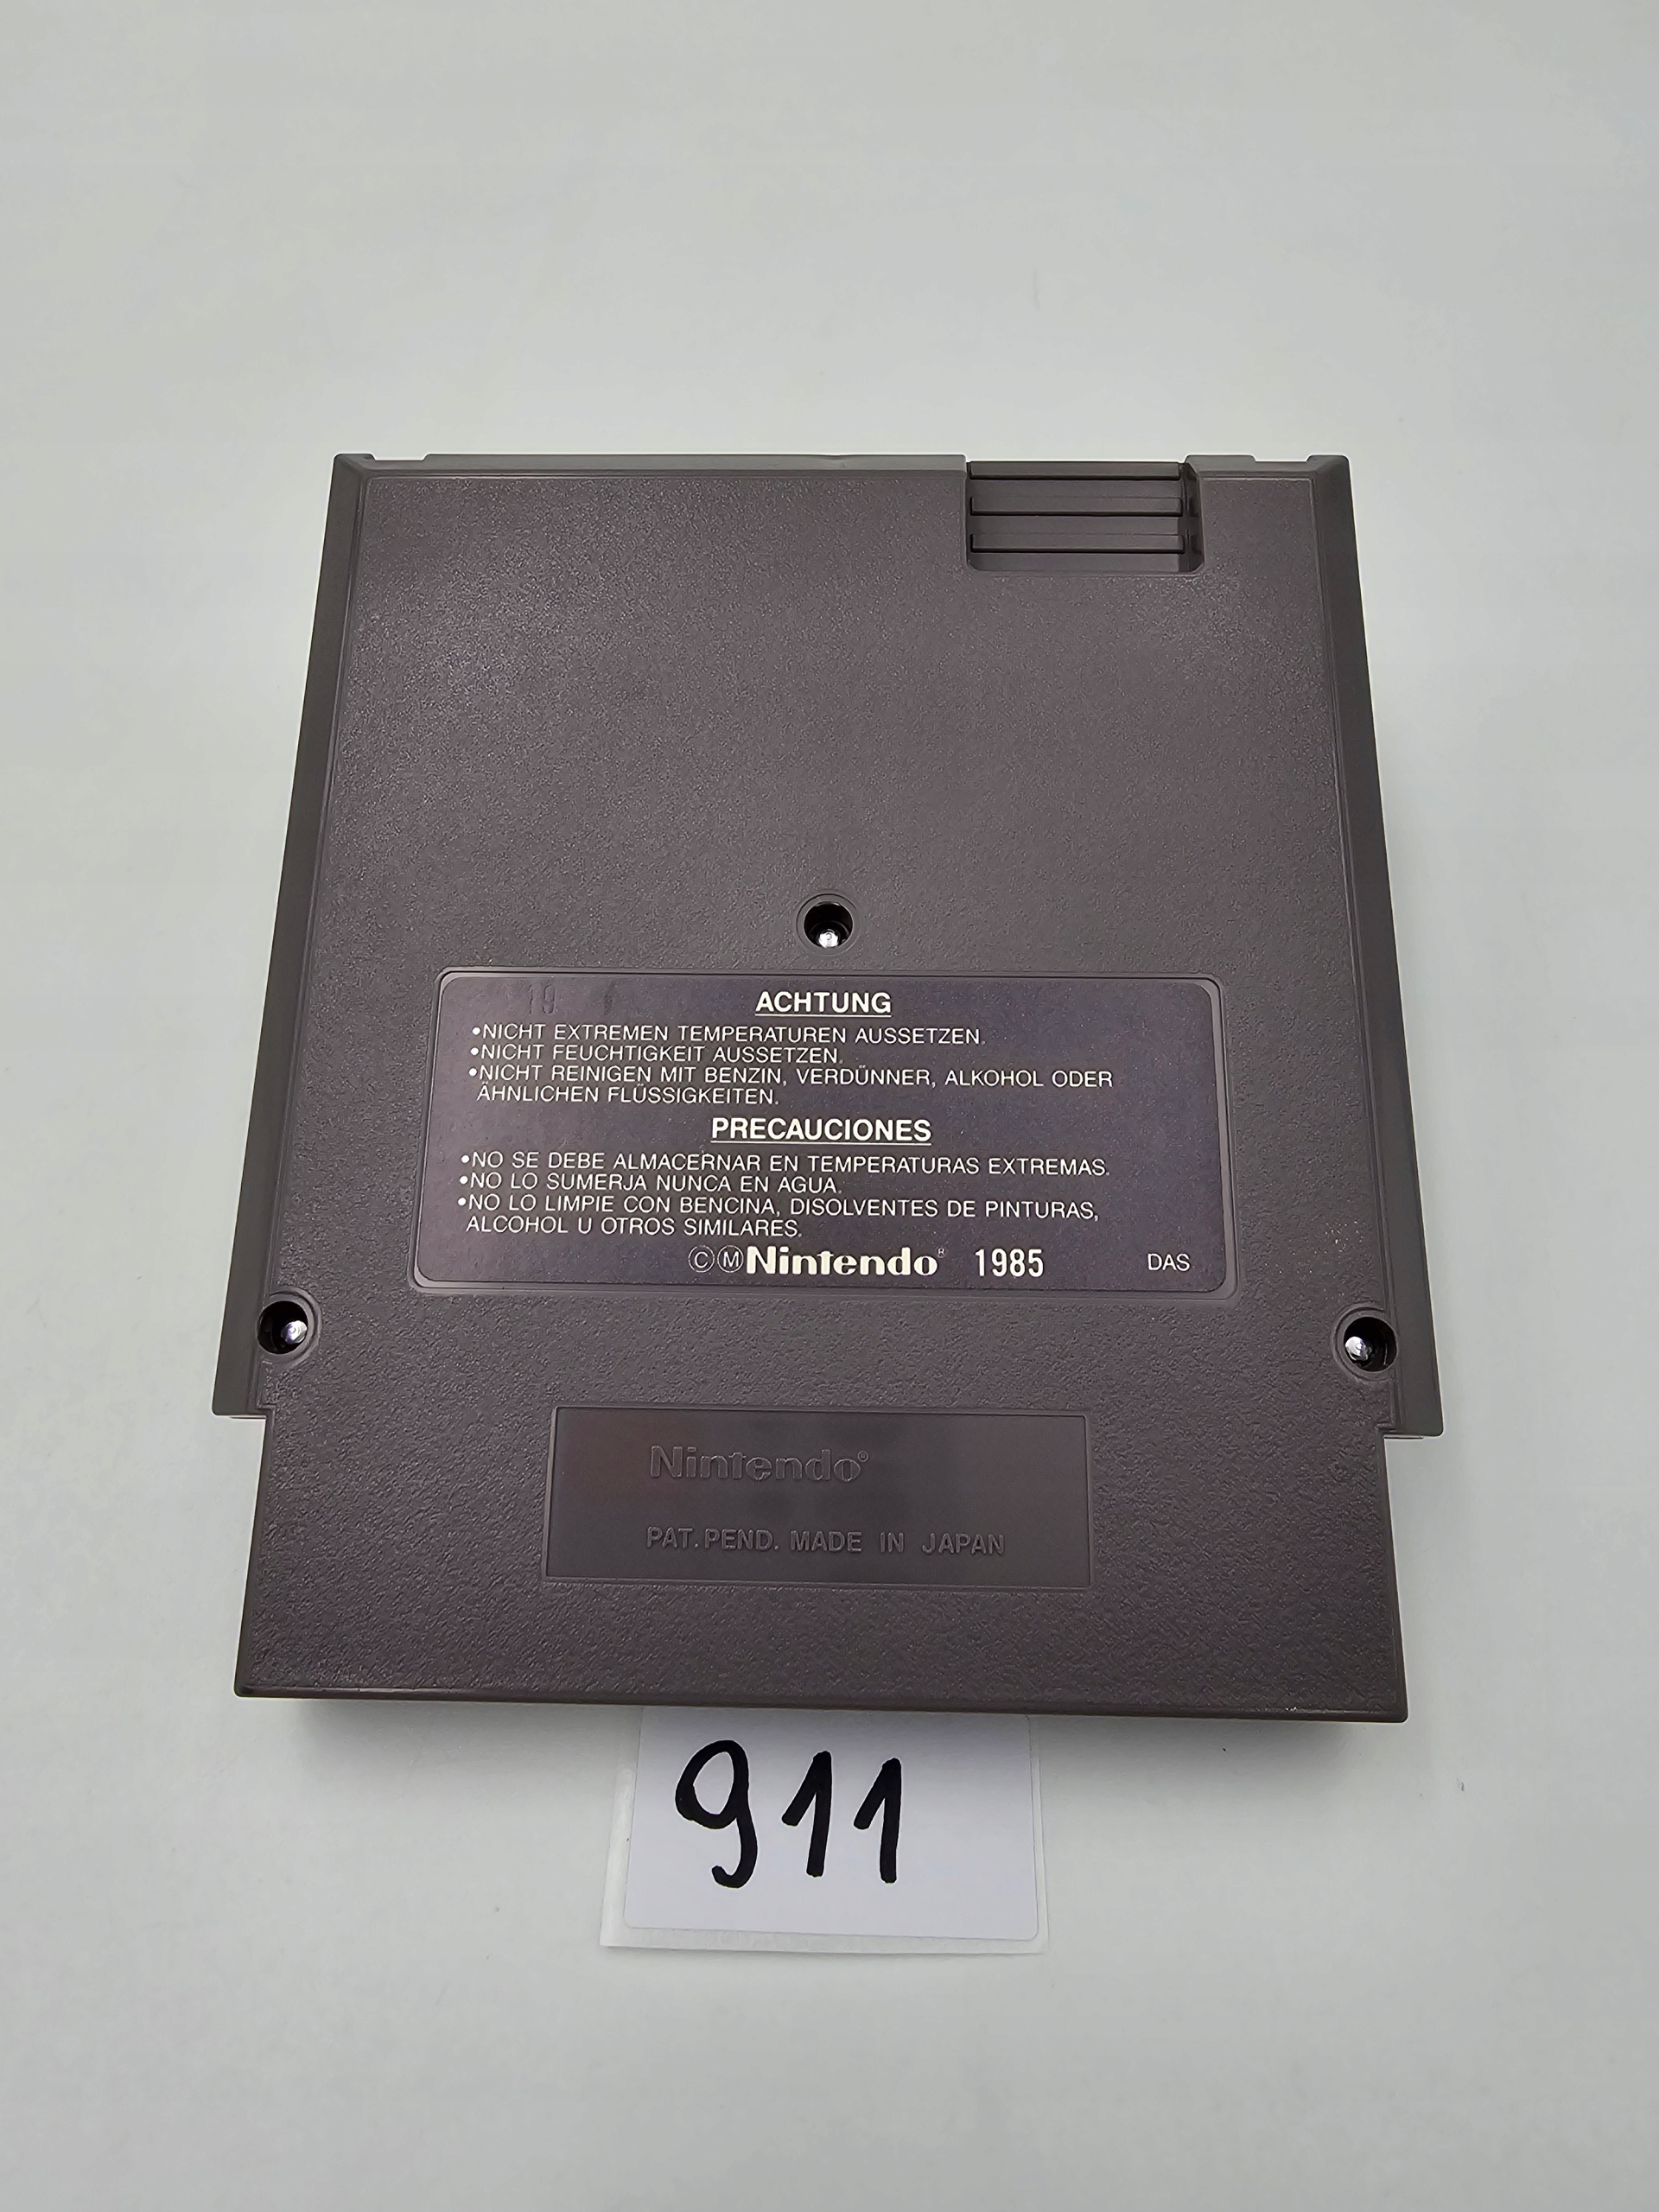 19
ACHTUNG
•NICHT EXTREMEN TEMPERATUREN AUSSETZEN.
•NICHT FEUCHTIGKEIT AUSSETZEN.
•NICHT REINIGEN MIT BENZIN, VERDÜNNER, ALKOHOL ODER
ÄHNLICHEN FLÜSSIGKEITEN.
PRECAUCIONES
•NO SE DEBE ALMACERNAR EN TEMPERATURAS EXTREMAS.
•NO LO SUMERJA NUNCA EN AGUA.
•NO LO LIMPIE CON BENCINA, DISOLVENTES DE PINTURAS,
ALCOHOL U OTROS SIMILARES.
ⒸⓂNintendo® 1985 DAS
Nintendo®
PAT. PEND. MADE IN JAPAN
911